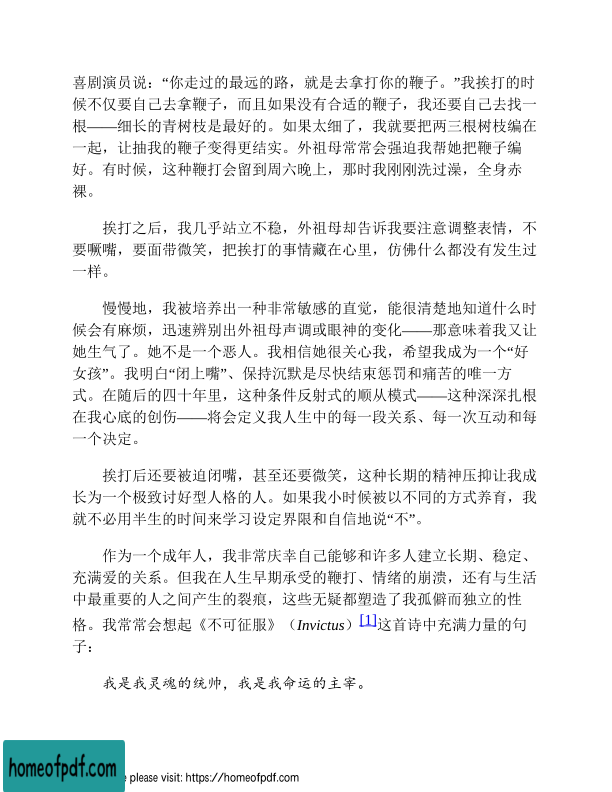 喜剧演员说：“你走过的最远的路，就是去拿打你的鞭子。”我挨打的时
候不仅要自己去拿鞭子，而且如果没有合适的鞭子，我还要自己去找一
根——细长的青树枝是最好的。如果太细了，我就要把两三根树枝编在
一起，让抽我的鞭子变得更结实。外祖母常常会强迫我帮她把鞭子编
好。有时候，这种鞭打会留到周六晚上，那时我刚刚洗过澡，全身赤
裸。
挨打之后，我几乎站立不稳，外祖母却告诉我要注意调整表情，不
要噘嘴，要面带微笑，把挨打的事情藏在心里，仿佛什么都没有发生过
一样。
慢慢地，我被培养出一种非常敏感的直觉，能很清楚地知道什么时
候会有麻烦，迅速辨别出外祖母声调或眼神的变化——那意味着我又让
她生气了。她不是一个恶人。我相信她很关心我，希望我成为一个“好
女孩”。我明白“闭上嘴”、保持沉默是尽快结束惩罚和痛苦的唯一方
式。在随后的四十年里，这种条件反射式的顺从模式——这种深深扎根
在我心底的创伤——将会定义我人生中的每一段关系、每一次互动和每
一个决定。
挨打后还要被迫闭嘴，甚至还要微笑，这种长期的精神压抑让我成
长为一个极致讨好型人格的人。如果我小时候被以不同的方式养育，我
就不必用半生的时间来学习设定界限和自信地说“不”。
作为一个成年人，我非常庆幸自己能够和许多人建立长期、稳定、
充满爱的关系。但我在人生早期承受的鞭打、情绪的崩溃，还有与生活
中最重要的人之间产生的裂痕，这些无疑都塑造了我孤僻而独立的性
格。我常常会想起《不可征服》（Invictus）[1]这首诗中充满力量的句
子：
我是我灵魂的统帅，我是我命运的主宰。
homeofpdf.com
e please visit: https://homeofpdf.com